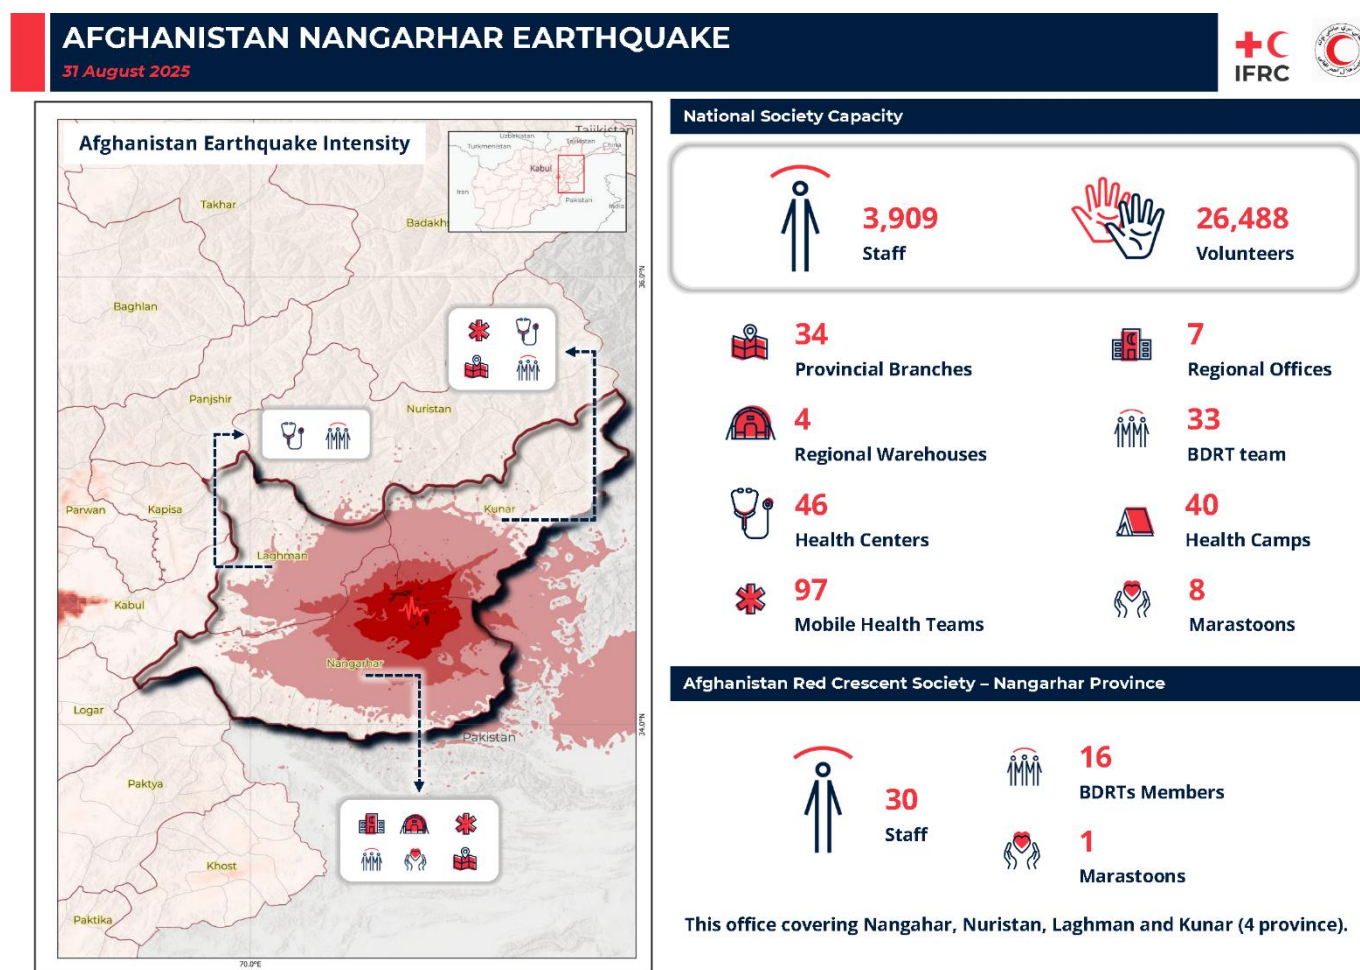 AFGHANISTAN NANGARHAR EARTHQUAKE
31 August 2025
IFRC
Afghanistan Earthquake Intensity
Tajikistan
Uzbekistan
Turkmenistan
Tajikistan
China
Kabul
Iran
Pakistan
India
Takhar
Badakh
Baghlan
Panjshir
Nuristan
Parwan
Kapisa
Kunar
Laghman
Kabul
Nangarhar
Logar
Pakistan
Paktya
Khost
Paktika
36.0°N
34.0°N
70.0°E
National Society Capacity
3,909
Staff
26,488
Volunteers
34
Provincial Branches
7
Regional Offices
4
Regional Warehouses
33
BDRT team
46
Health Centers
40
Health Camps
97
Mobile Health Teams
8
Marastoons
Afghanistan Red Crescent Society – Nangarhar Province
30
Staff
16
BDRTs Members
1
Marastoons
This office covering Nangahar, Nuristan, Laghman and Kunar (4 province).